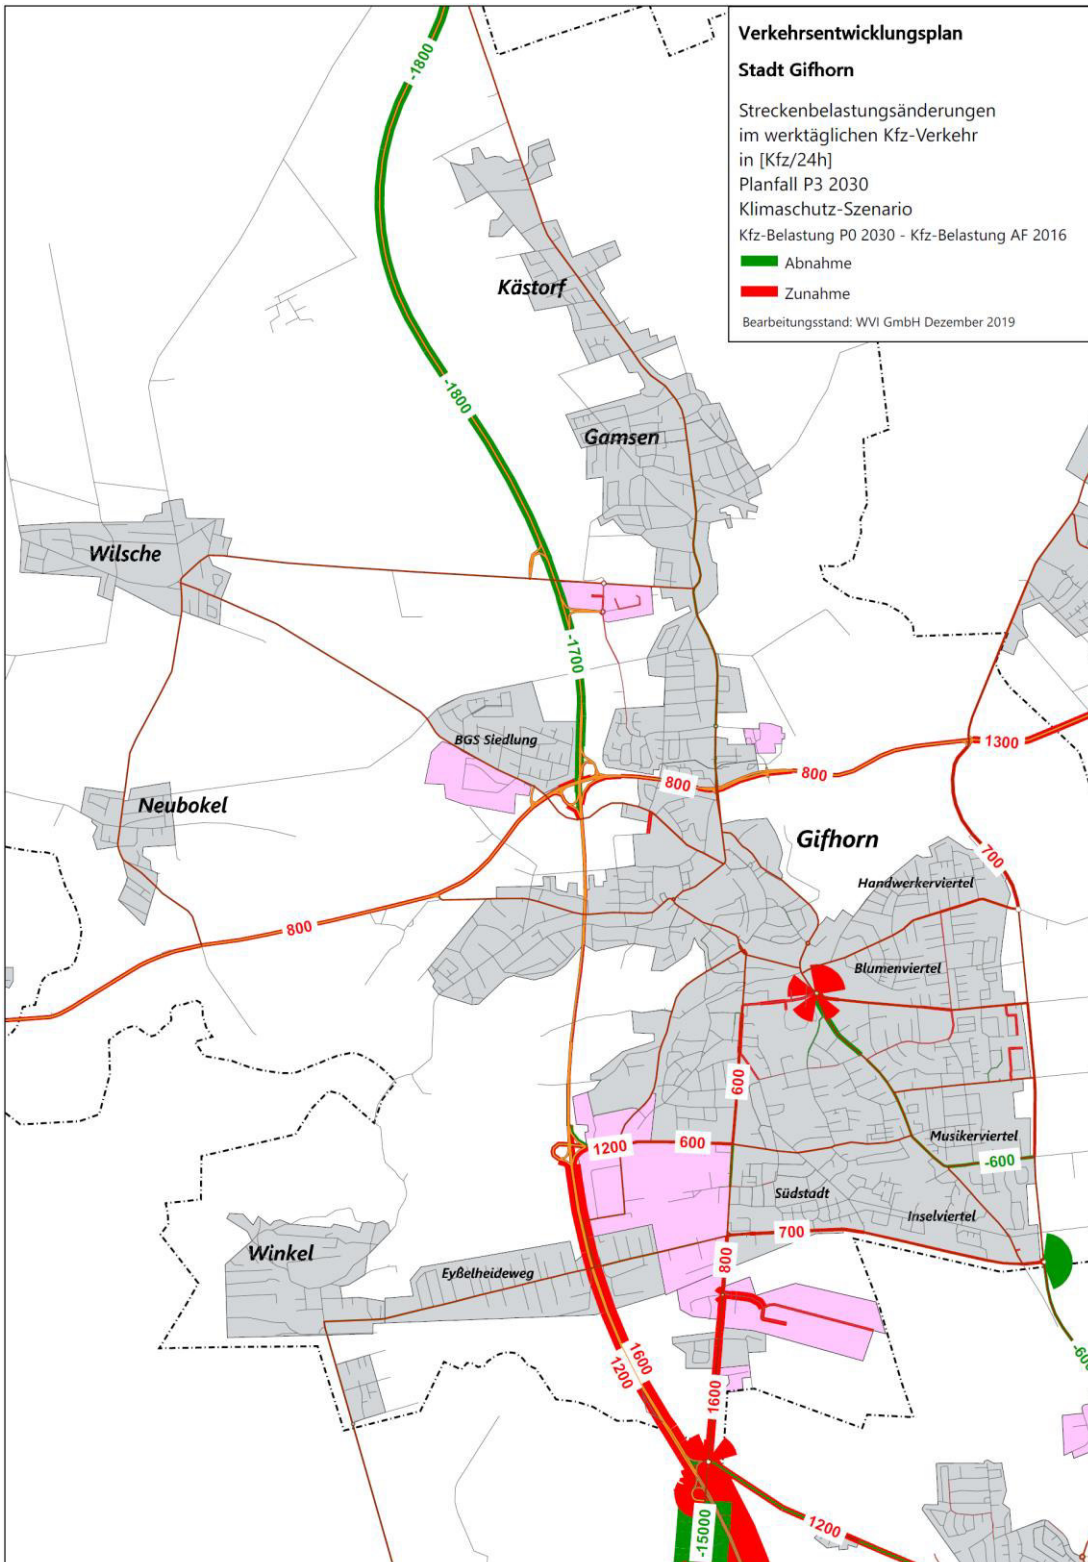 Verkehrsentwicklungsplan
Stadt Gifhorn
Streckenbelastungsänderungen
im werktäglichen Kfz-Verkehr
in [Kfz/24h]
Planfall P3 2030
Klimaschutz-Szenario
Kfz-Belastung P0 2030 - Kfz-Belastung AF 2016
Abnahme
Zunahme
Bearbeitungsstand: WVI GmbH Dezember 2019
-1800
Kästorf
-1800
Gamsen
Wilsche
-1700
BGS Siedlung
1300
800
800
Neubokel
Gifhorn
700
Handwerkerviertel
800
Blumenviertel
600
Musikerviertel
1200
600
-600
Südstadt
Inselviertel
700
Winkel
800
Eyßelheideweg
-600
1600
1200
1600
1200
-15000